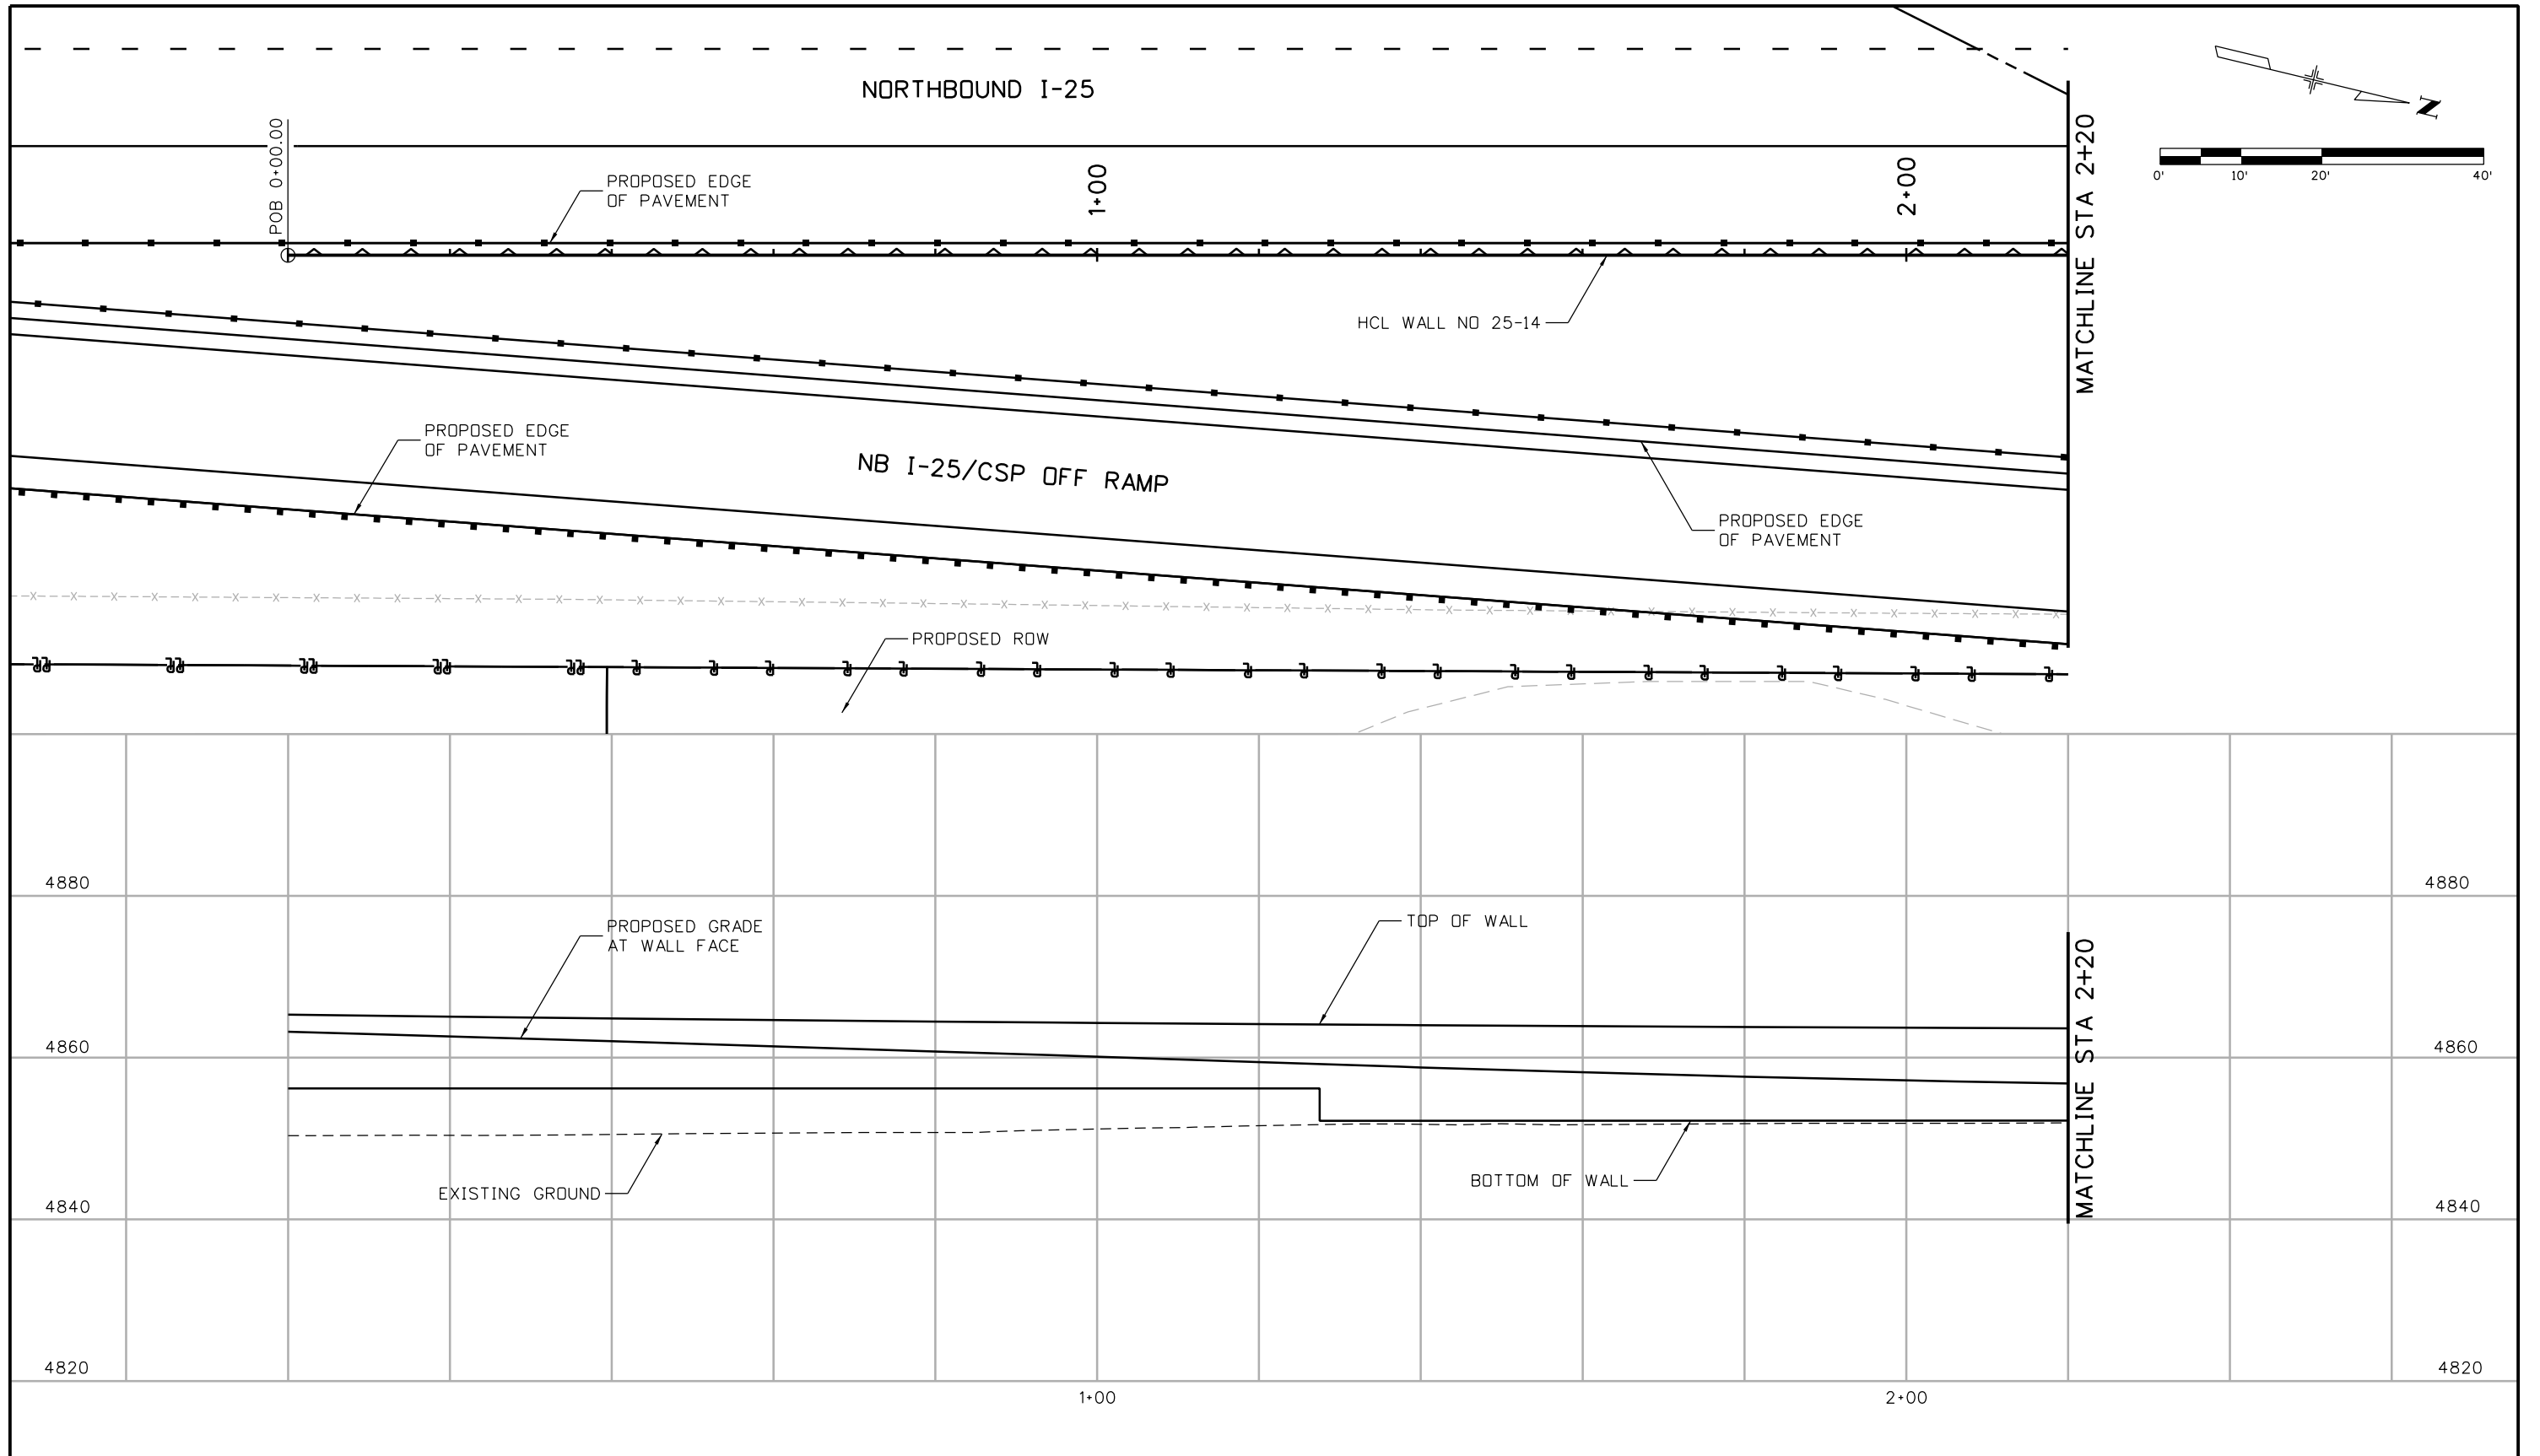 NORTHBOUND I-25
N
0' 10' 20' 40'
POB 0+00.00
1+00
2+00
MATCHLINE STA 2+20
PROPOSED EDGE
OF PAVEMENT
HCL WALL NO 25-14
PROPOSED EDGE
OF PAVEMENT
NB I-25/CSP OFF RAMP
PROPOSED EDGE
OF PAVEMENT
PROPOSED ROW
4880
4880
PROPOSED GRADE
AT WALL FACE
TOP OF WALL
MATCHLINE STA 2+20
4860
4860
EXISTING GROUND
BOTTOM OF WALL
4840
4840
4820
4820
1+00
2+00